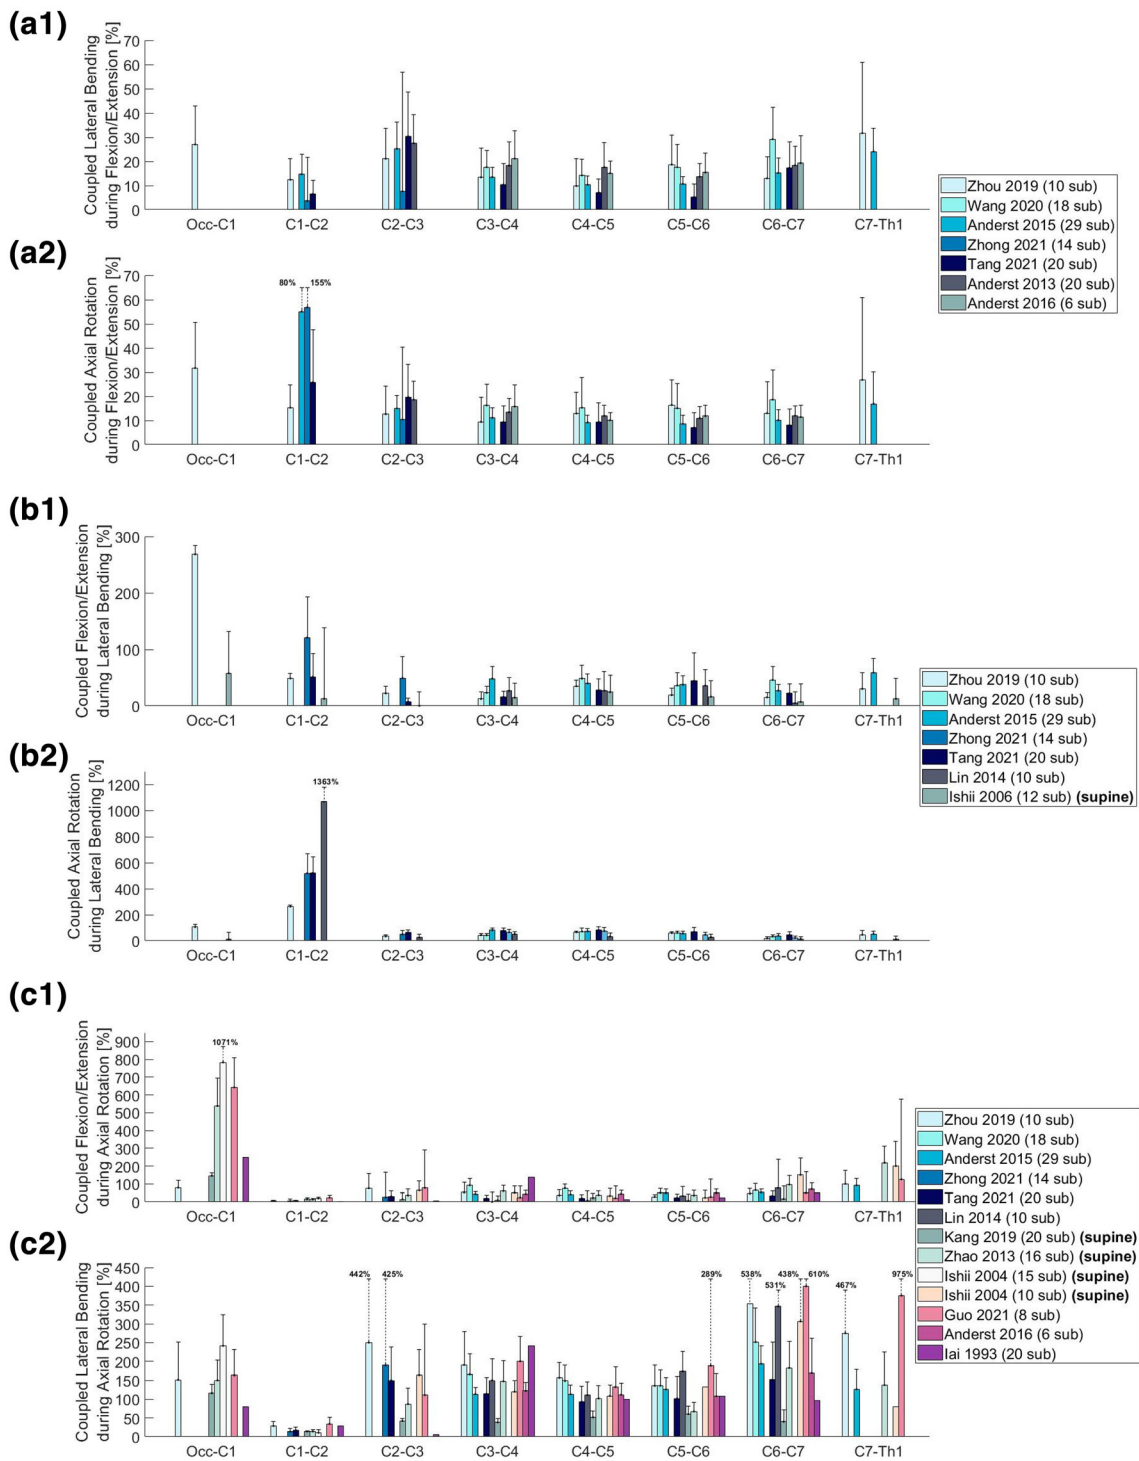 (a1)
Coupled Lateral Bending
during Flexion/Extension [%]
70
60
50
40
30
20
10
0
Occ-C1 C1-C2 C2-C3 C3-C4 C4-C5 C5-C6 C6-C7 C7-Th1
Zhou 2019 (10 sub)
Wang 2020 (18 sub)
Anderst 2015 (29 sub)
Zhong 2021 (14 sub)
Tang 2021 (20 sub)
Anderst 2013 (20 sub)
Anderst 2016 (6 sub)
(a2)
Coupled Axial Rotation
during Flexion/Extension [%]
70
60
50
40
30
20
10
0
80% 155%
Occ-C1 C1-C2 C2-C3 C3-C4 C4-C5 C5-C6 C6-C7 C7-Th1
(b1)
Coupled Flexion/Extension
during Lateral Bending [%]
300
200
100
0
Occ-C1 C1-C2 C2-C3 C3-C4 C4-C5 C5-C6 C6-C7 C7-Th1
Zhou 2019 (10 sub)
Wang 2020 (18 sub)
Anderst 2015 (29 sub)
Zhong 2021 (14 sub)
Tang 2021 (20 sub)
Lin 2014 (10 sub)
Ishii 2006 (12 sub) (supine)
(b2)
Coupled Axial Rotation
during Lateral Bending [%]
1200
1000
800
600
400
200
0
1363%
Occ-C1 C1-C2 C2-C3 C3-C4 C4-C5 C5-C6 C6-C7 C7-Th1
(c1)
Coupled Flexion/Extension
during Axial Rotation [%]
900
800
700
600
500
400
300
200
100
0
1071%
Occ-C1 C1-C2 C2-C3 C3-C4 C4-C5 C5-C6 C6-C7 C7-Th1
Zhou 2019 (10 sub)
Wang 2020 (18 sub)
Anderst 2015 (29 sub)
Zhong 2021 (14 sub)
Tang 2021 (20 sub)
Lin 2014 (10 sub)
Kang 2019 (20 sub) (supine)
Zhao 2013 (16 sub) (supine)
Ishii 2004 (15 sub) (supine)
Ishii 2004 (10 sub) (supine)
Guo 2021 (8 sub)
Anderst 2016 (6 sub)
Iai 1993 (20 sub)
(c2)
Coupled Lateral Bending
during Axial Rotation [%]
450
400
350
300
250
200
150
100
50
0
442% 425% 289% 538% 438% 610% 467% 975%
531%
Occ-C1 C1-C2 C2-C3 C3-C4 C4-C5 C5-C6 C6-C7 C7-Th1